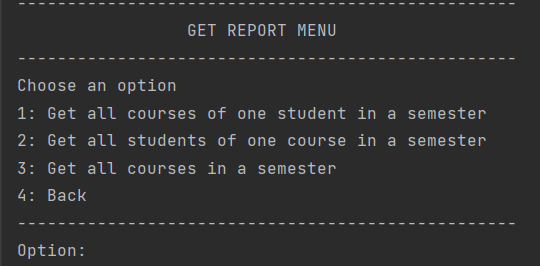 --------------------------------------------------
GET REPORT MENU
--------------------------------------------------
Choose an option
1: Get all courses of one student in a semester
2: Get all students of one course in a semester
3: Get all courses in a semester
4: Back
--------------------------------------------------
Option: